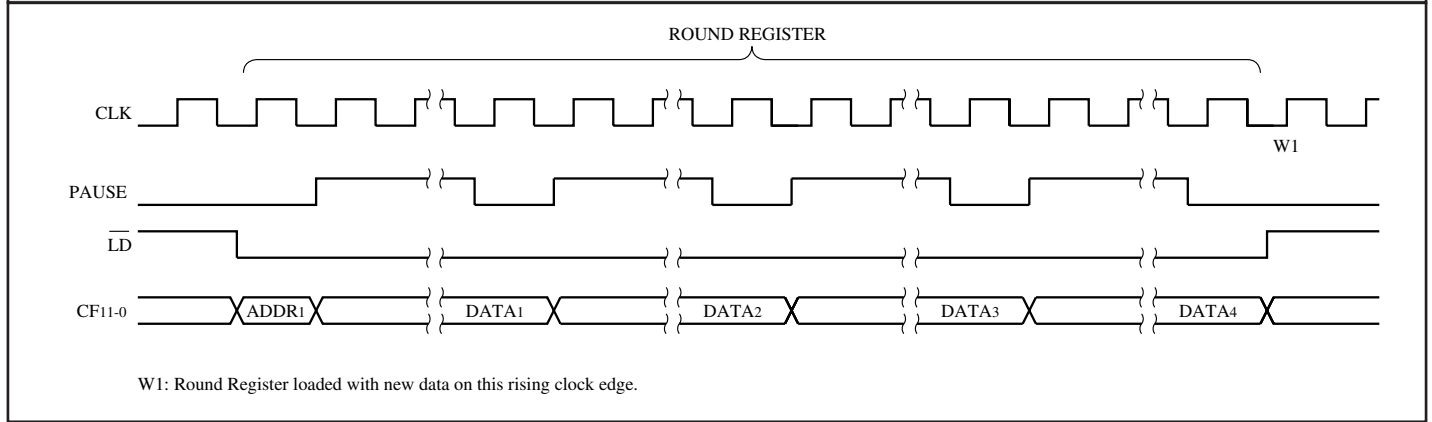 ROUND REGISTER
CLK
W1
PAUSE
LD
CF11-0
ADDR1
DATA1
DATA2
DATA3
DATA4
W1: Round Register loaded with new data on this rising clock edge.